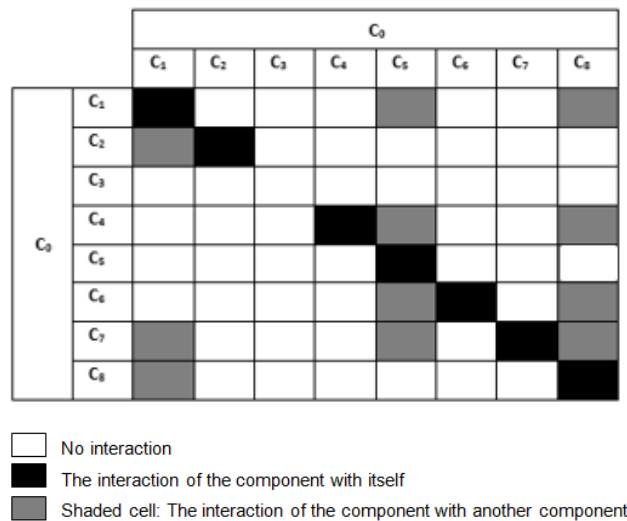 C₀
C₁ C₂ C₃ C₄ C₅ C₆ C₇ C₈
C₁
C₂
C₃
C₄
C₀
C₅
C₆
C₇
C₈
No interaction
The interaction of the component with itself
Shaded cell: The interaction of the component with another component